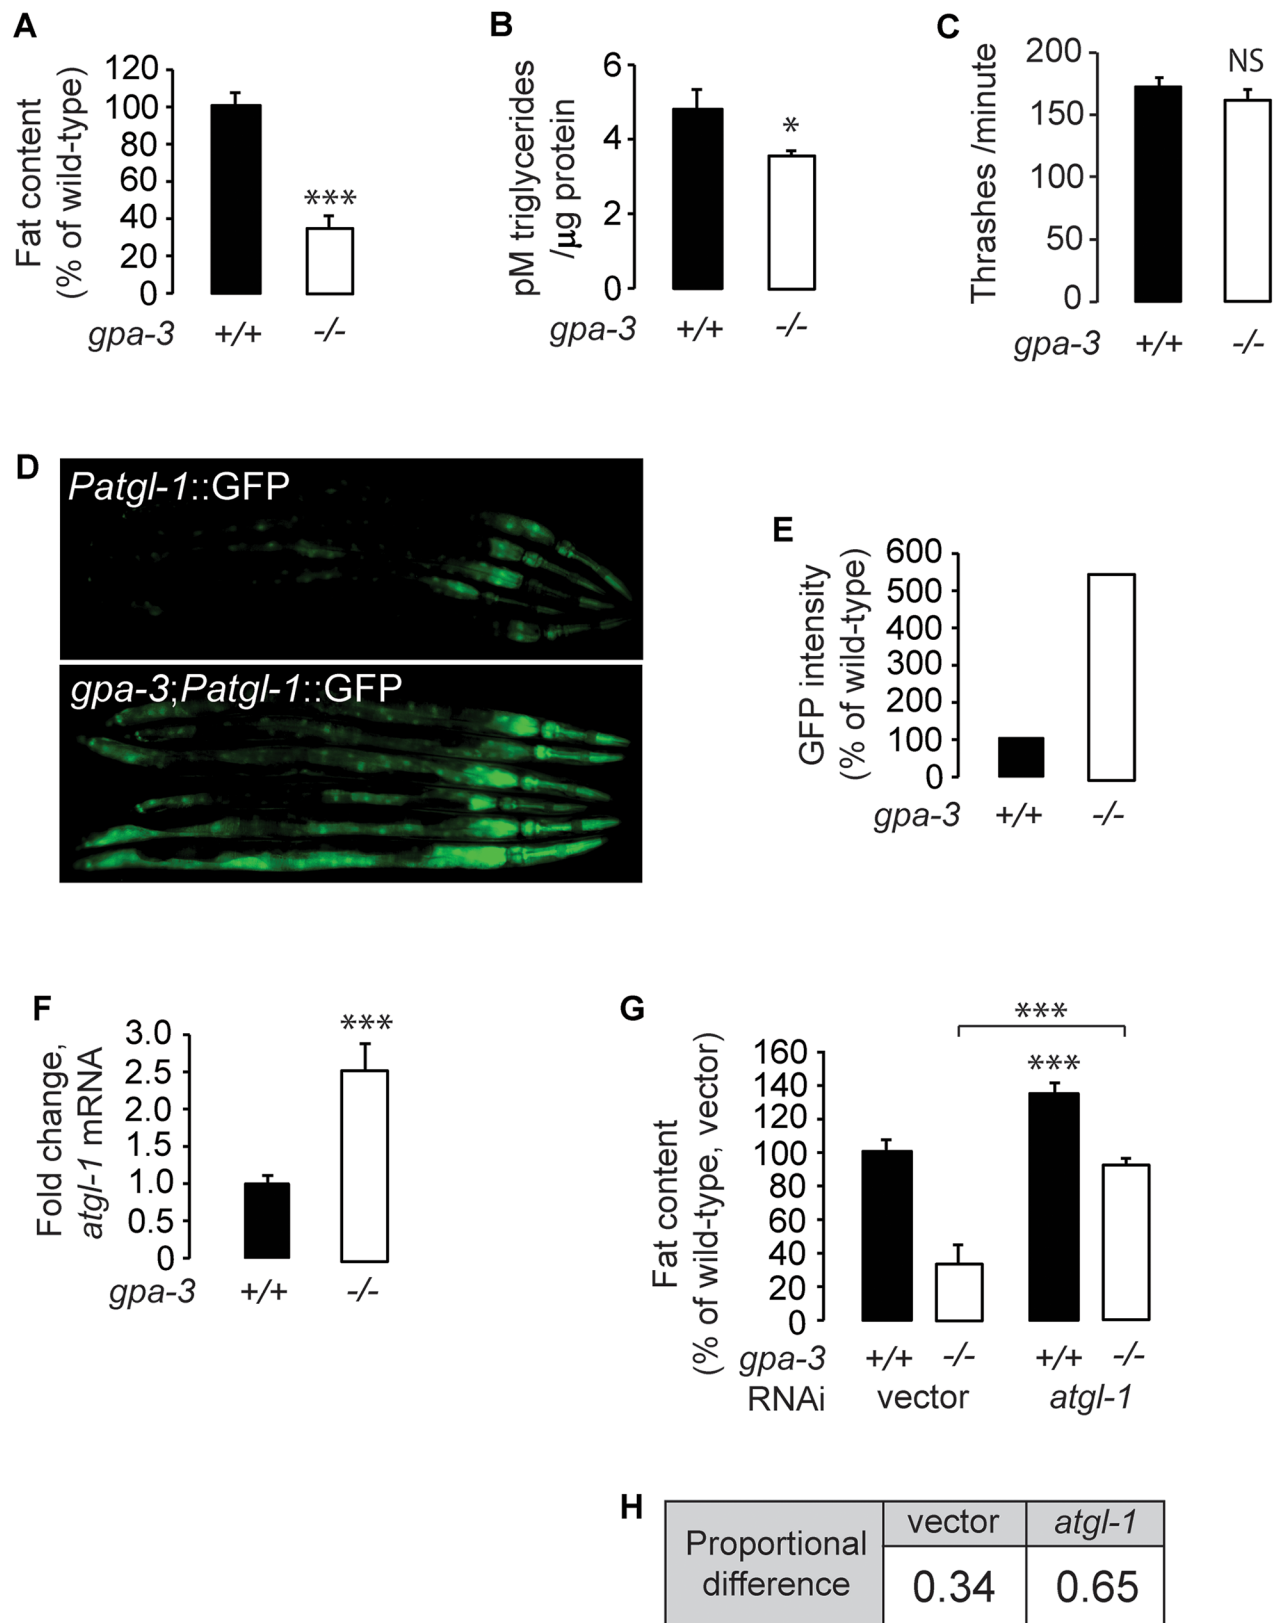 A
Fat content
(% of wild-type)
120
100
80
60
40
20
0
***
gpa-3 +/+ -/-
B
pM triglycerides
/µg protein
6
4
2
0
*
gpa-3 +/+ -/-
C
Thrashes /minute
200
150
100
50
0
NS
gpa-3 +/+ -/-
D
Patgl-1::GFP
gpa-3;Patgl-1::GFP
E
GFP intensity
(% of wild-type)
600
500
400
300
200
100
0
gpa-3 +/+ -/-
F
Fold change,
atgl-1 mRNA
3.0
2.5
2.0
1.5
1.0
0.5
0
***
gpa-3 +/+ -/-
G
Fat content
(% of wild-type, vector)
160
140
120
100
80
60
40
20
0
***
***
gpa-3 +/+ -/- +/+ -/-
RNAi vector atgl-1
H
Proportional
difference
vector atgl-1
0.34 0.65